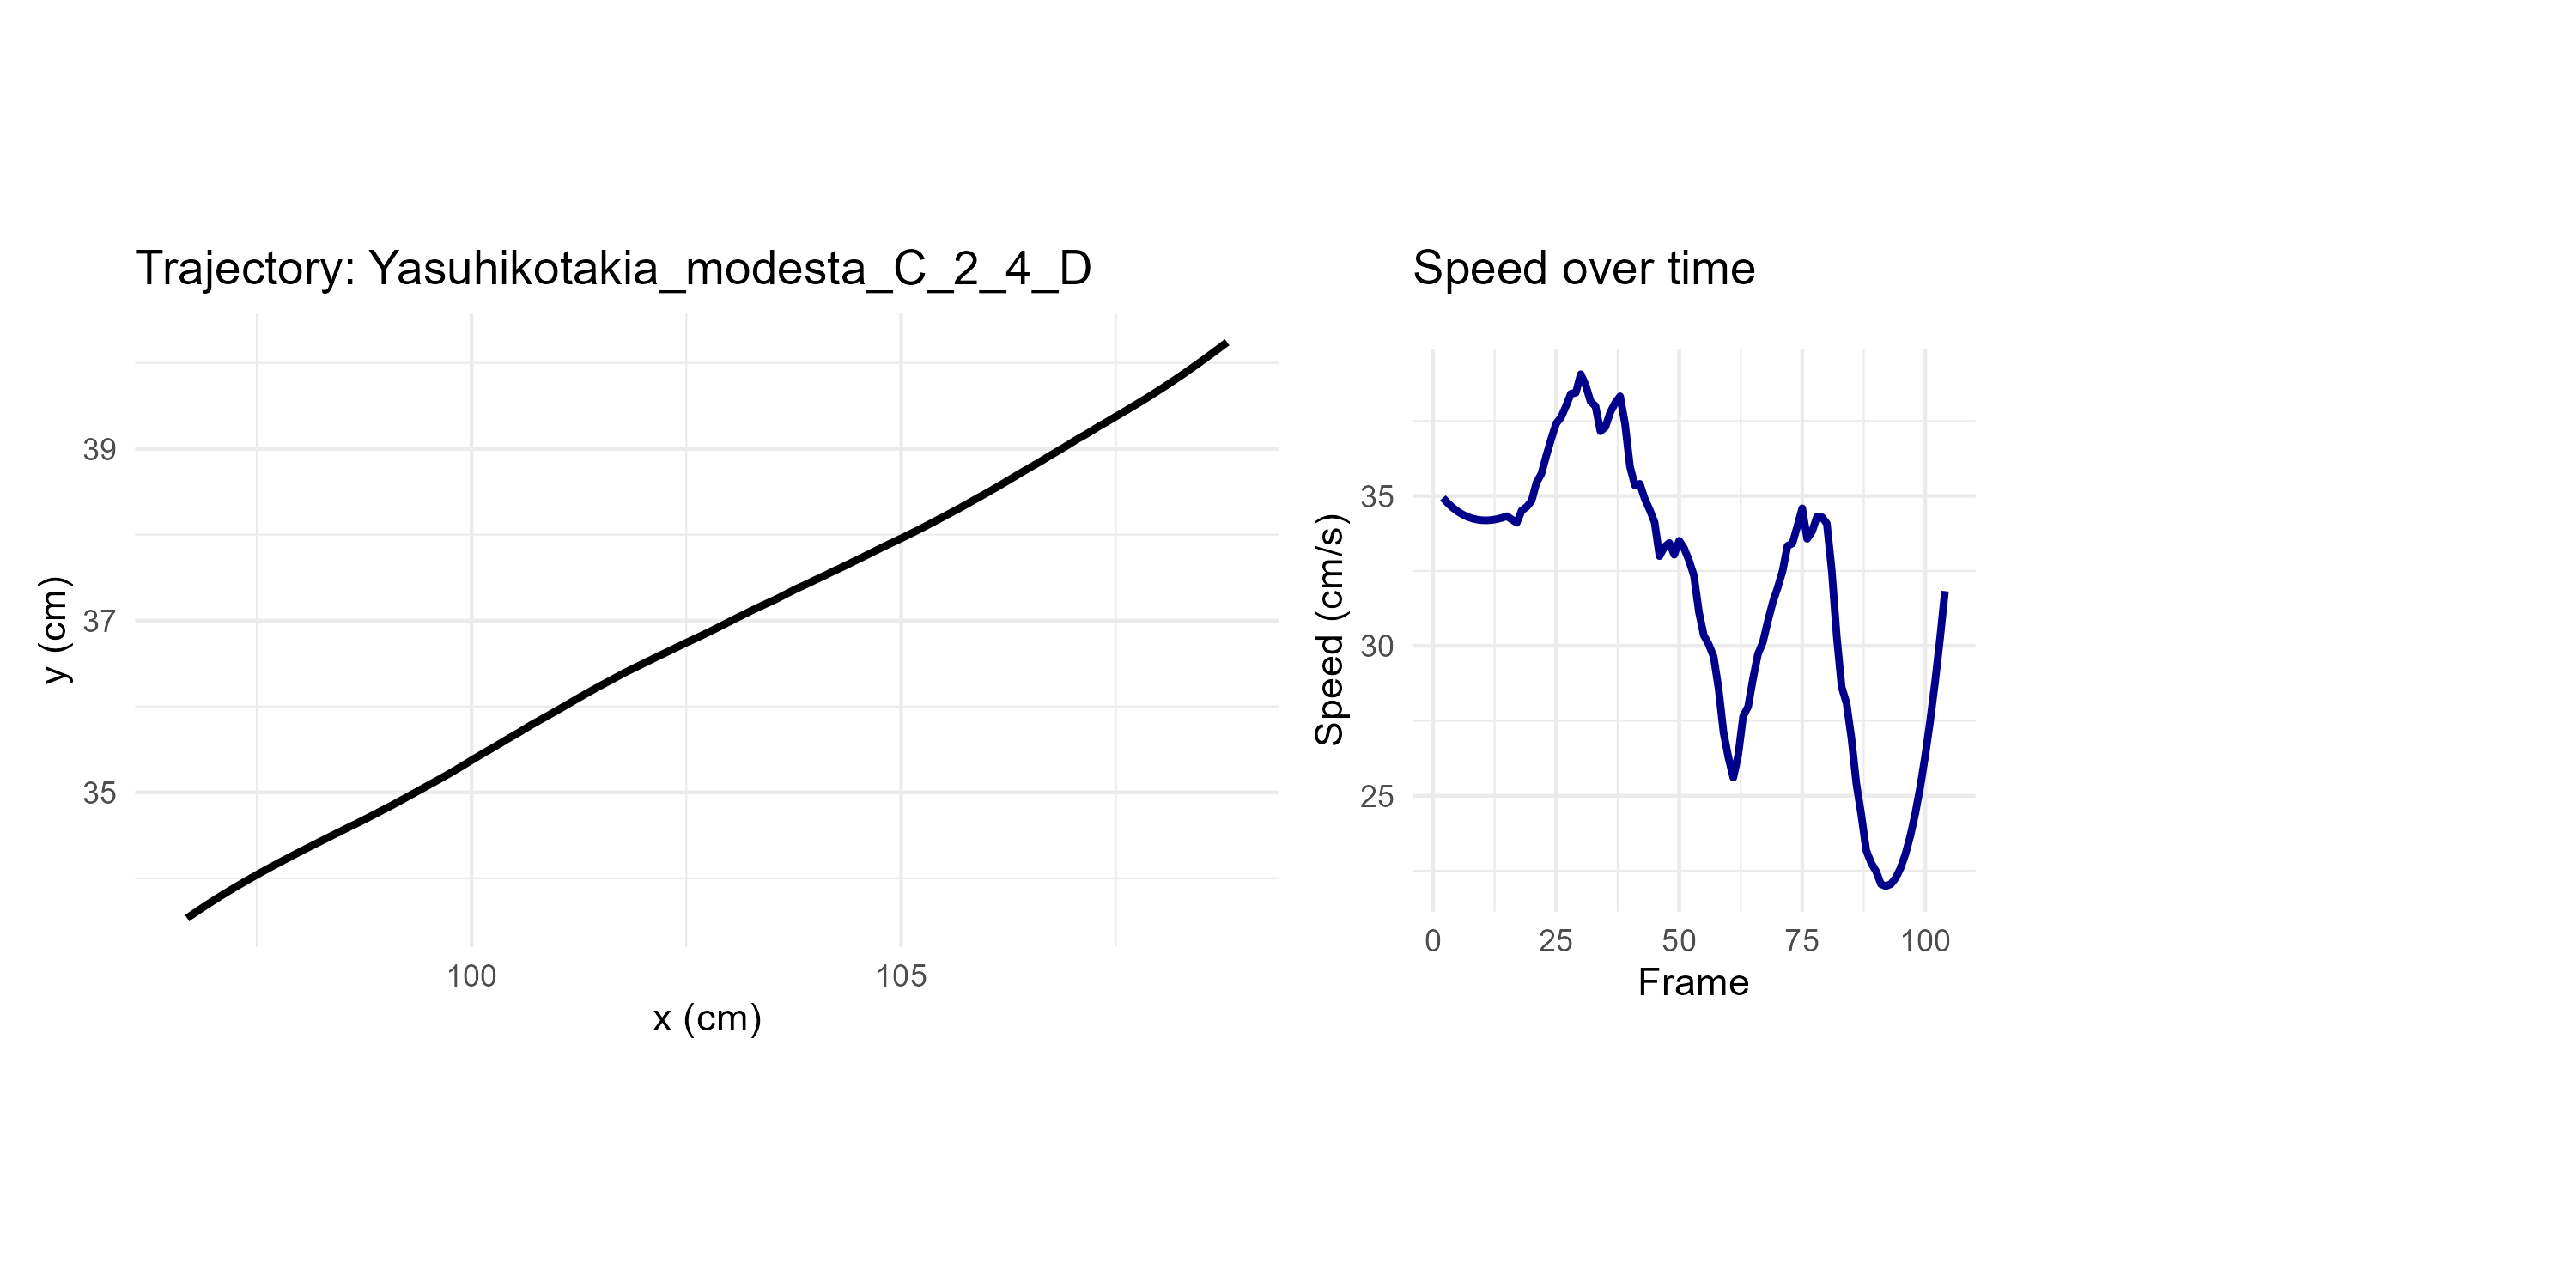 Trajectory: Yasuhikotakia_modesta_C_2_4_D
y (cm)
39
37
35
100 105
x (cm)
Speed over time
Speed (cm/s)
35
30
25
0 25 50 75 100
Frame